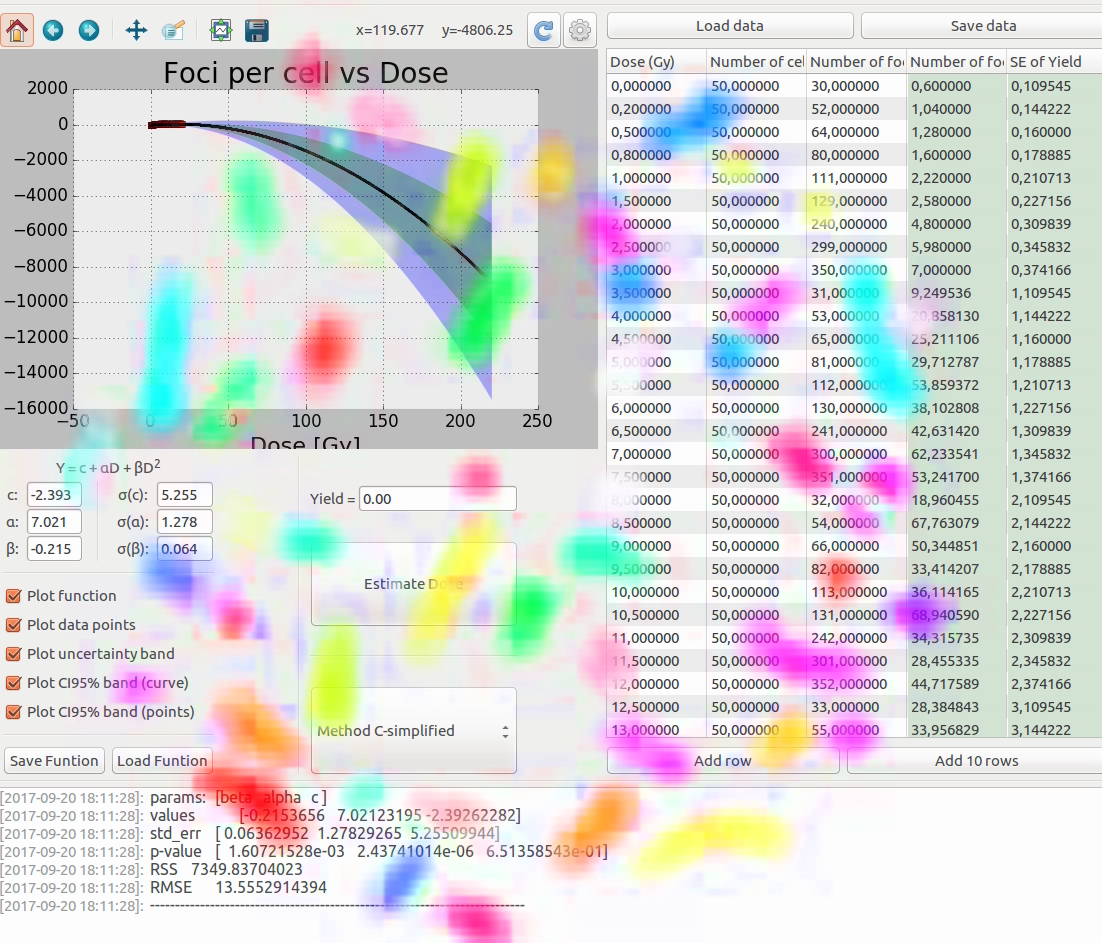 x=119.677 y=-4806.25
Load data Save data
Foci per cell vs Dose
2000
0
−2000
−4000
−6000
−8000
−10000
−12000
−14000
−16000
−50 0 50 100 150 200 250
Dose [Gy]
Y = c + αD + βD2
c: -2.393 σ(c): 5.255
α: 7.021 σ(α): 1.278
β: -0.215 σ(β): 0.064
Yield = 0.00
Estimate Dose
Plot function
Plot data points
Plot uncertainty band
Plot CI95% band (curve)
Plot CI95% band (points)
Method C-simplified
Save Funtion Load Funtion
Dose (Gy) Number of cel Number of foc Number of foc SE of Yield
0,000000 50,000000 30,000000 0,600000 0,109545
0,200000 50,000000 52,000000 1,040000 0,144222
0,500000 50,000000 64,000000 1,280000 0,160000
0,800000 50,000000 80,000000 1,600000 0,178885
1,000000 50,000000 111,000000 2,220000 0,210713
1,500000 50,000000 129,000000 2,580000 0,227156
2,000000 50,000000 240,000000 4,800000 0,309839
2,500000 50,000000 299,000000 5,980000 0,345832
3,000000 50,000000 350,000000 7,000000 0,374166
3,500000 50,000000 31,000000 9,249536 1,109545
4,000000 50,000000 53,000000 20,858130 1,144222
4,500000 50,000000 65,000000 25,211106 1,160000
5,000000 50,000000 81,000000 29,712787 1,178885
5,500000 50,000000 112,000000 53,859372 1,210713
6,000000 50,000000 130,000000 38,102808 1,227156
6,500000 50,000000 241,000000 42,631420 1,309839
7,000000 50,000000 300,000000 62,233541 1,345832
7,500000 50,000000 351,000000 53,241700 1,374166
8,000000 50,000000 32,000000 18,960455 2,109545
8,500000 50,000000 54,000000 67,763079 2,144222
9,000000 50,000000 66,000000 50,344851 2,160000
9,500000 50,000000 82,000000 33,414207 2,178885
10,000000 50,000000 113,000000 36,114165 2,210713
10,500000 50,000000 131,000000 68,940590 2,227156
11,000000 50,000000 242,000000 34,315735 2,309839
11,500000 50,000000 301,000000 28,455335 2,345832
12,000000 50,000000 352,000000 44,717589 2,374166
12,500000 50,000000 33,000000 28,384843 3,109545
13,000000 50,000000 55,000000 33,956829 3,144222
Add row Add 10 rows
[2017-09-20 18:11:28]: params: [beta alpha c ]
[2017-09-20 18:11:28]: values [-0.2153656 7.02123195 -2.39262282]
[2017-09-20 18:11:28]: std_err [ 0.06362952 1.27829265 5.25509944]
[2017-09-20 18:11:28]: p-value [ 1.60721528e-03 2.43741014e-06 6.51358543e-01]
[2017-09-20 18:11:28]: RSS 7349.83704023
[2017-09-20 18:11:28]: RMSE 13.5552914394
[2017-09-20 18:11:28]: --------------------------------------------------------------------------------